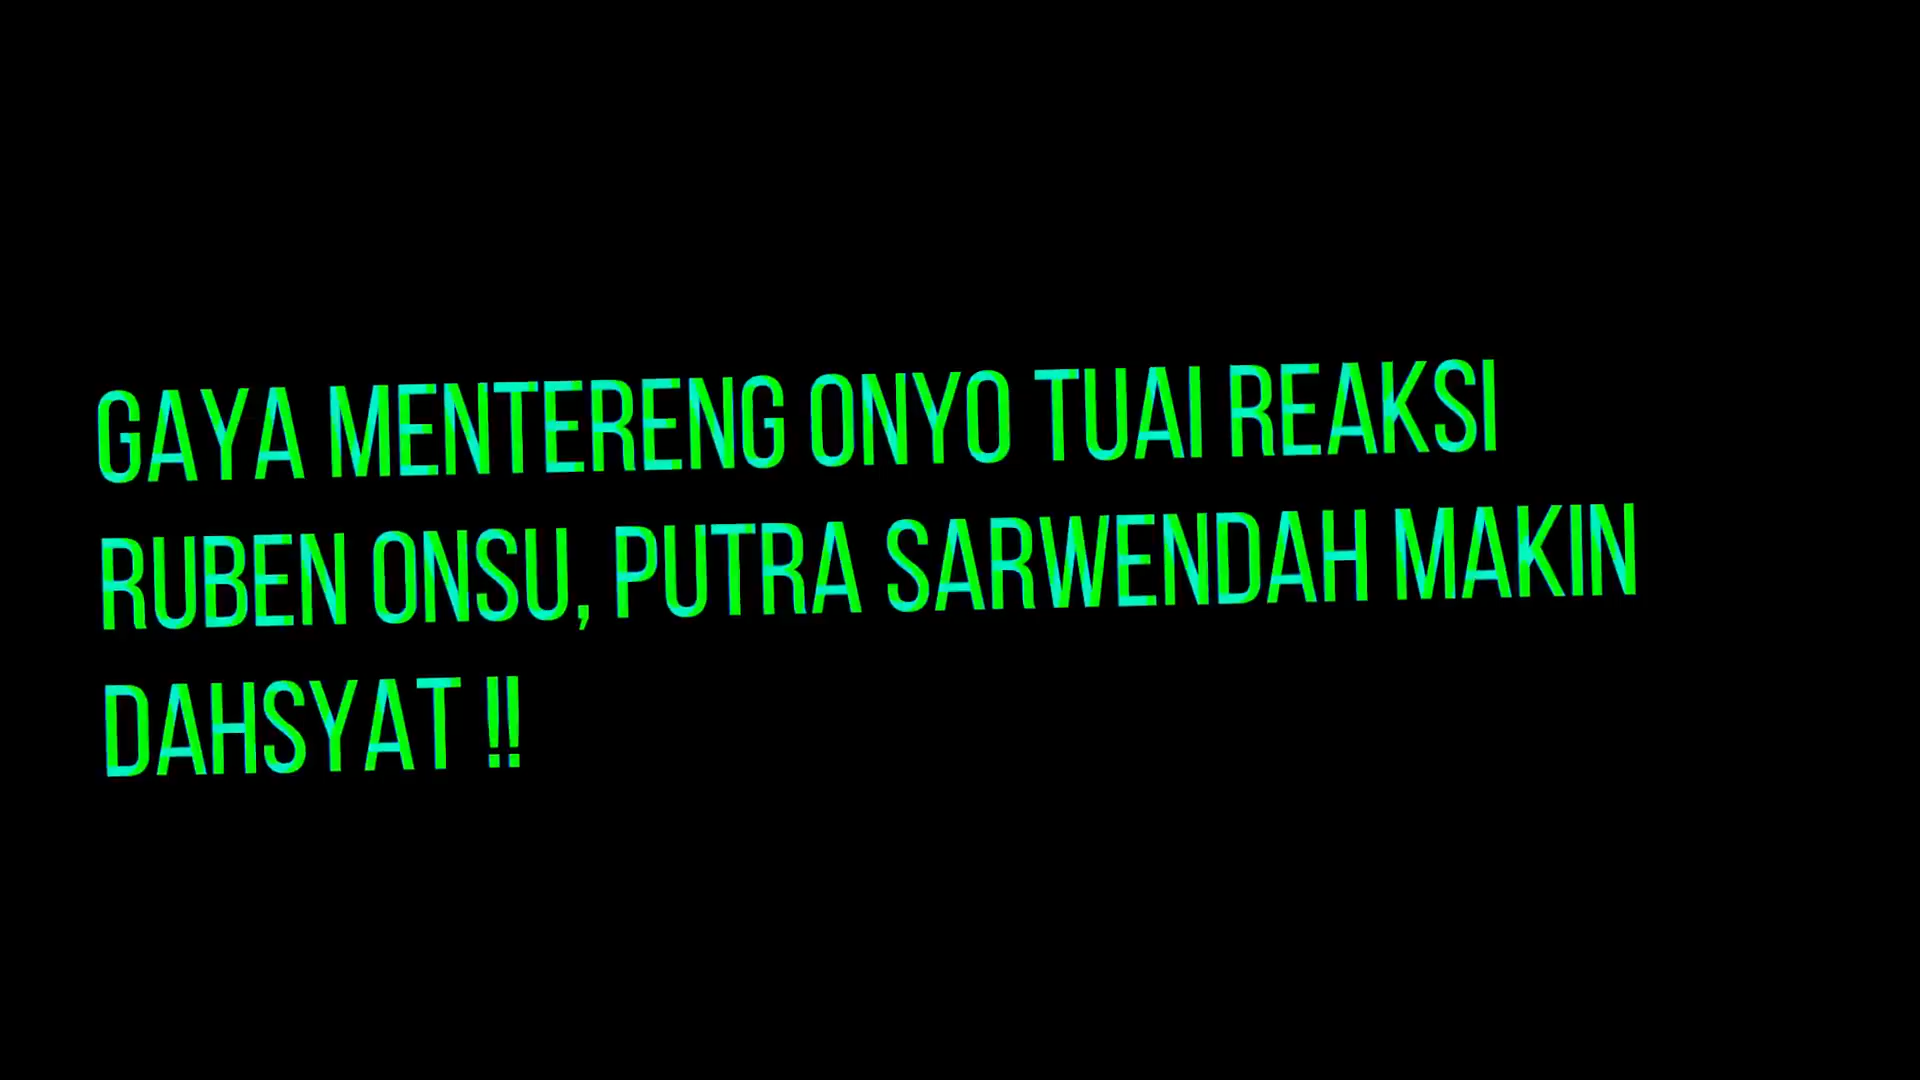 GAYA MENTERENG ONYO TUAI REAKSI
RUBEN ONSU, PUTRA SARWENDAH MAKIN
DAHSYAT !!